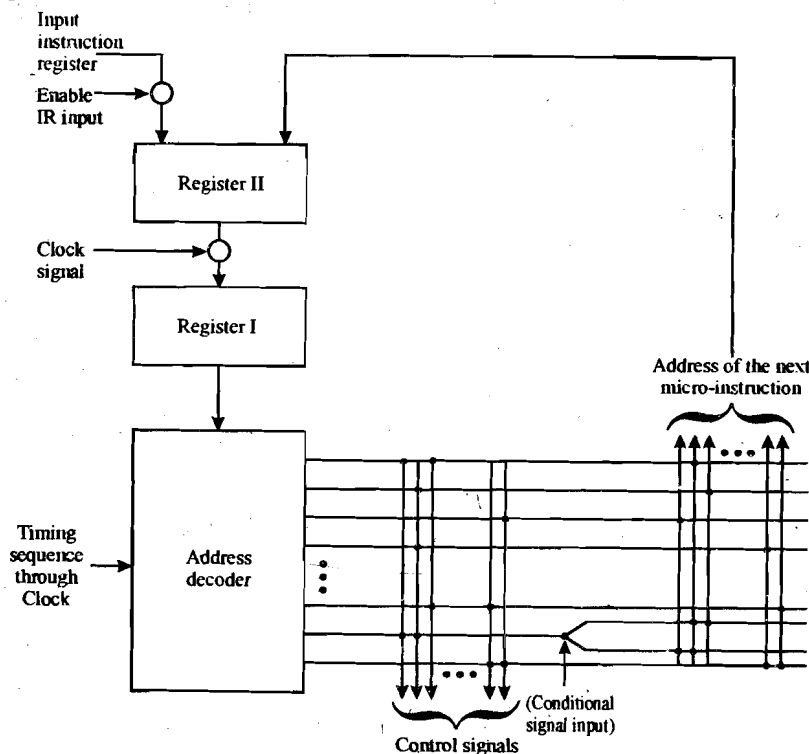 Input
instruction
register
Enable
IR input
Register II
Clock
signal
Register I
Address of the next
micro-instruction
Timing
sequence
through
Clock
Address
decoder
(Conditional
signal input)
Control signals